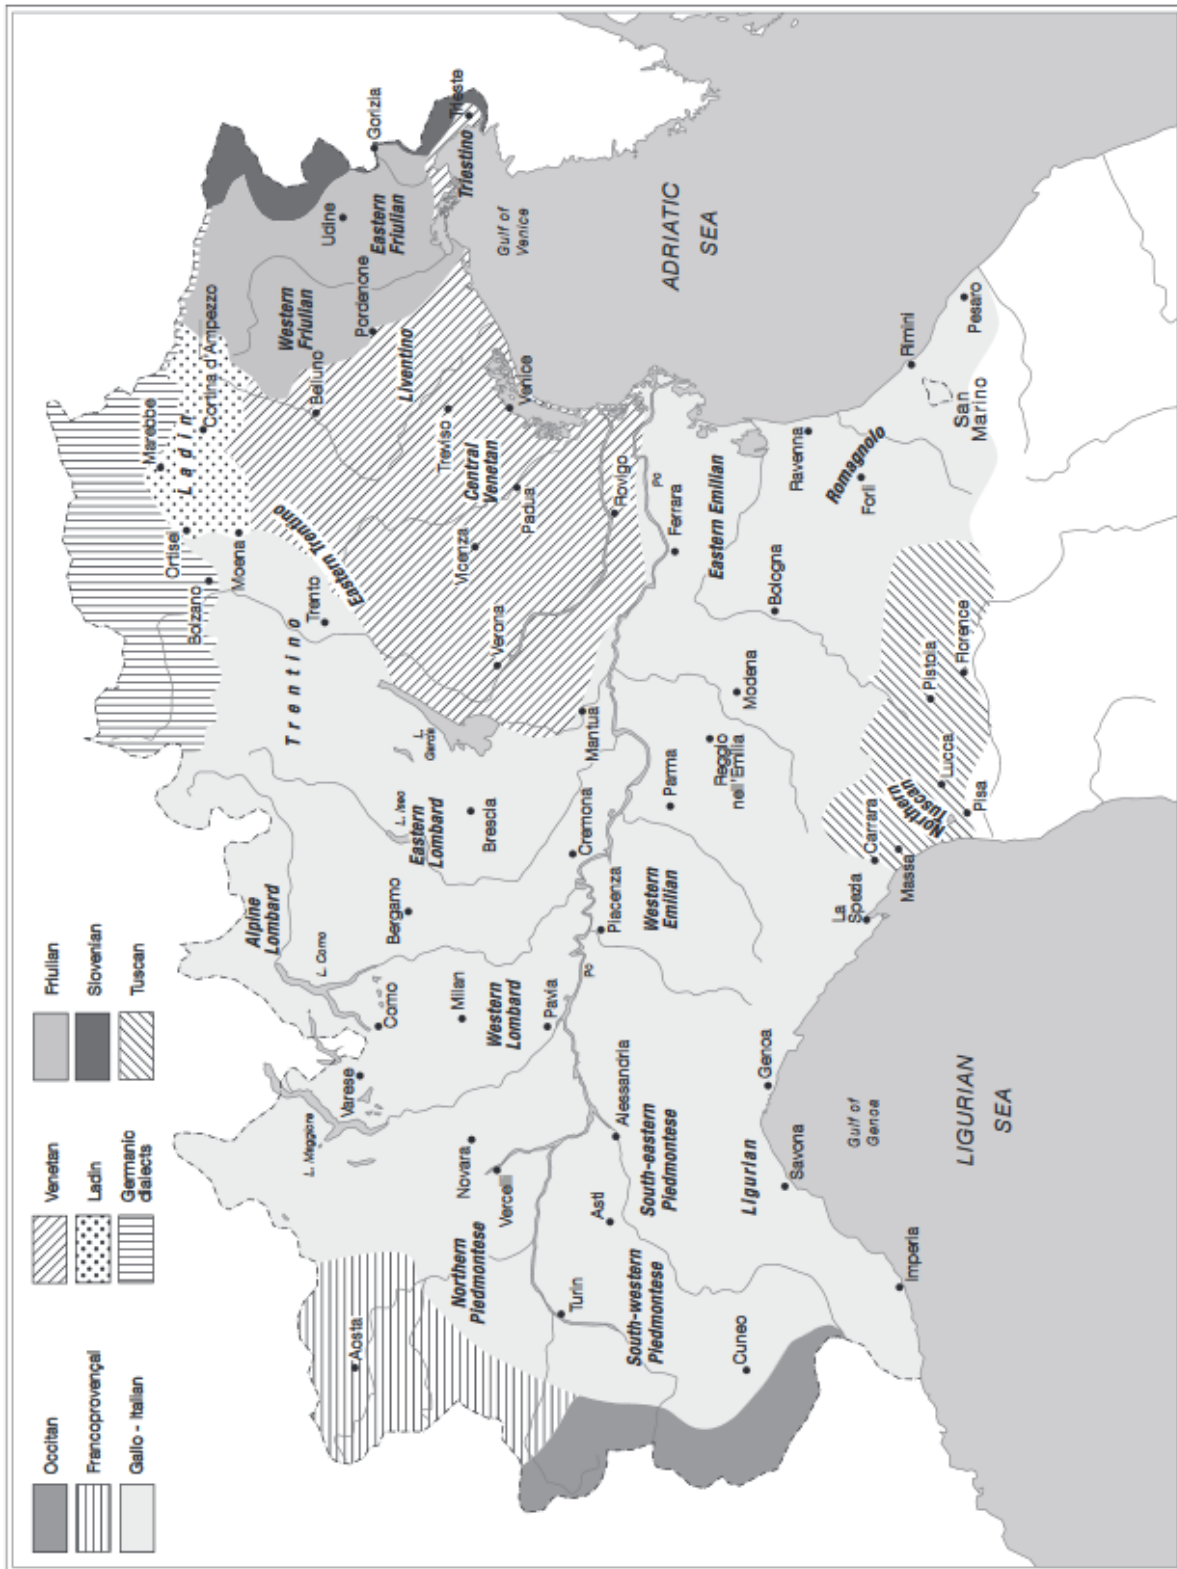 Occitan
Francoprovençal
Gallo - Italian
Venetan
Ladin
Germanic
dialects
Friulian
Slovenian
Tuscan
Marebbe
Ladin
Cortina d'Ampezzo
Ortisei
Bolzano
Moena
Alpine
Lombard
Trentino
Trento
Eastern Trentino
Belluno
Western
Friulian
Udine
Gorizia
Eastern
Friulian
Pordenone
Liventino
Triestino
Trieste
Aosta
L. Maggiore
Varese
Como
L. Como
Bergamo
L. Iseo
Eastern
Lombard
L.
Garda
Brescia
Verona
Vicenza
Treviso
Central
Venetan
Padua
Venice
Gulf of
Venice
Northern
Piedmontese
Novara
Vercelli
Milan
Western
Lombard
Pavia
Cremona
Mantua
Rovigo
Turin
Asti
Alessandria
Po
Piacenza
Western
Emilian
Parma
Reggio
nell'Emilia
Modena
Ferrara
Po
Eastern Emilian
ADRIATIC
SEA
South-western
Piedmontese
South-eastern
Piedmontese
Cuneo
Ligurian
Genoa
Savona
Bologna
Ravenna
Romagnolo
Forlì
Rimini
Imperia
Gulf of
Genoa
La
Spezia
Carrara
Massa
Northern
Tuscan
Lucca
Pistoia
Pisa
Florence
San
Marino
Pesaro
LIGURIAN
SEA